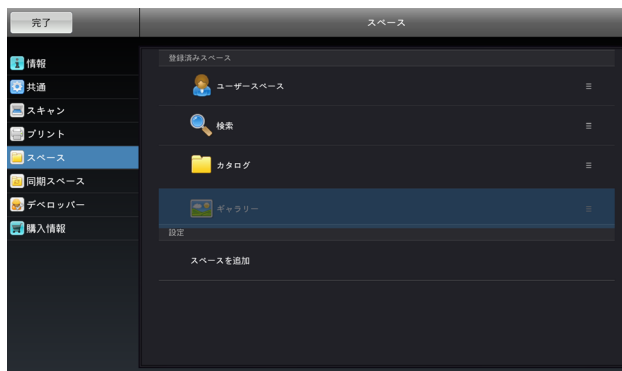 完了
スペース
情報
共通
スキャン
プリント
スペース
同期スペース
デベロッパー
購入情報
登録済みスペース
ユーザースペース
検索
カタログ
ギャラリー
設定
スペースを追加